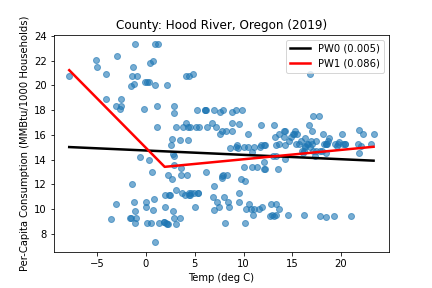 County: Hood River, Oregon (2019)
Per-Capita Consumption (MMBtu/1000 Households)
24
22
20
18
16
14
12
10
8
PW0 (0.005)
PW1 (0.086)
−5 0 5 10 15 20
Temp (deg C)